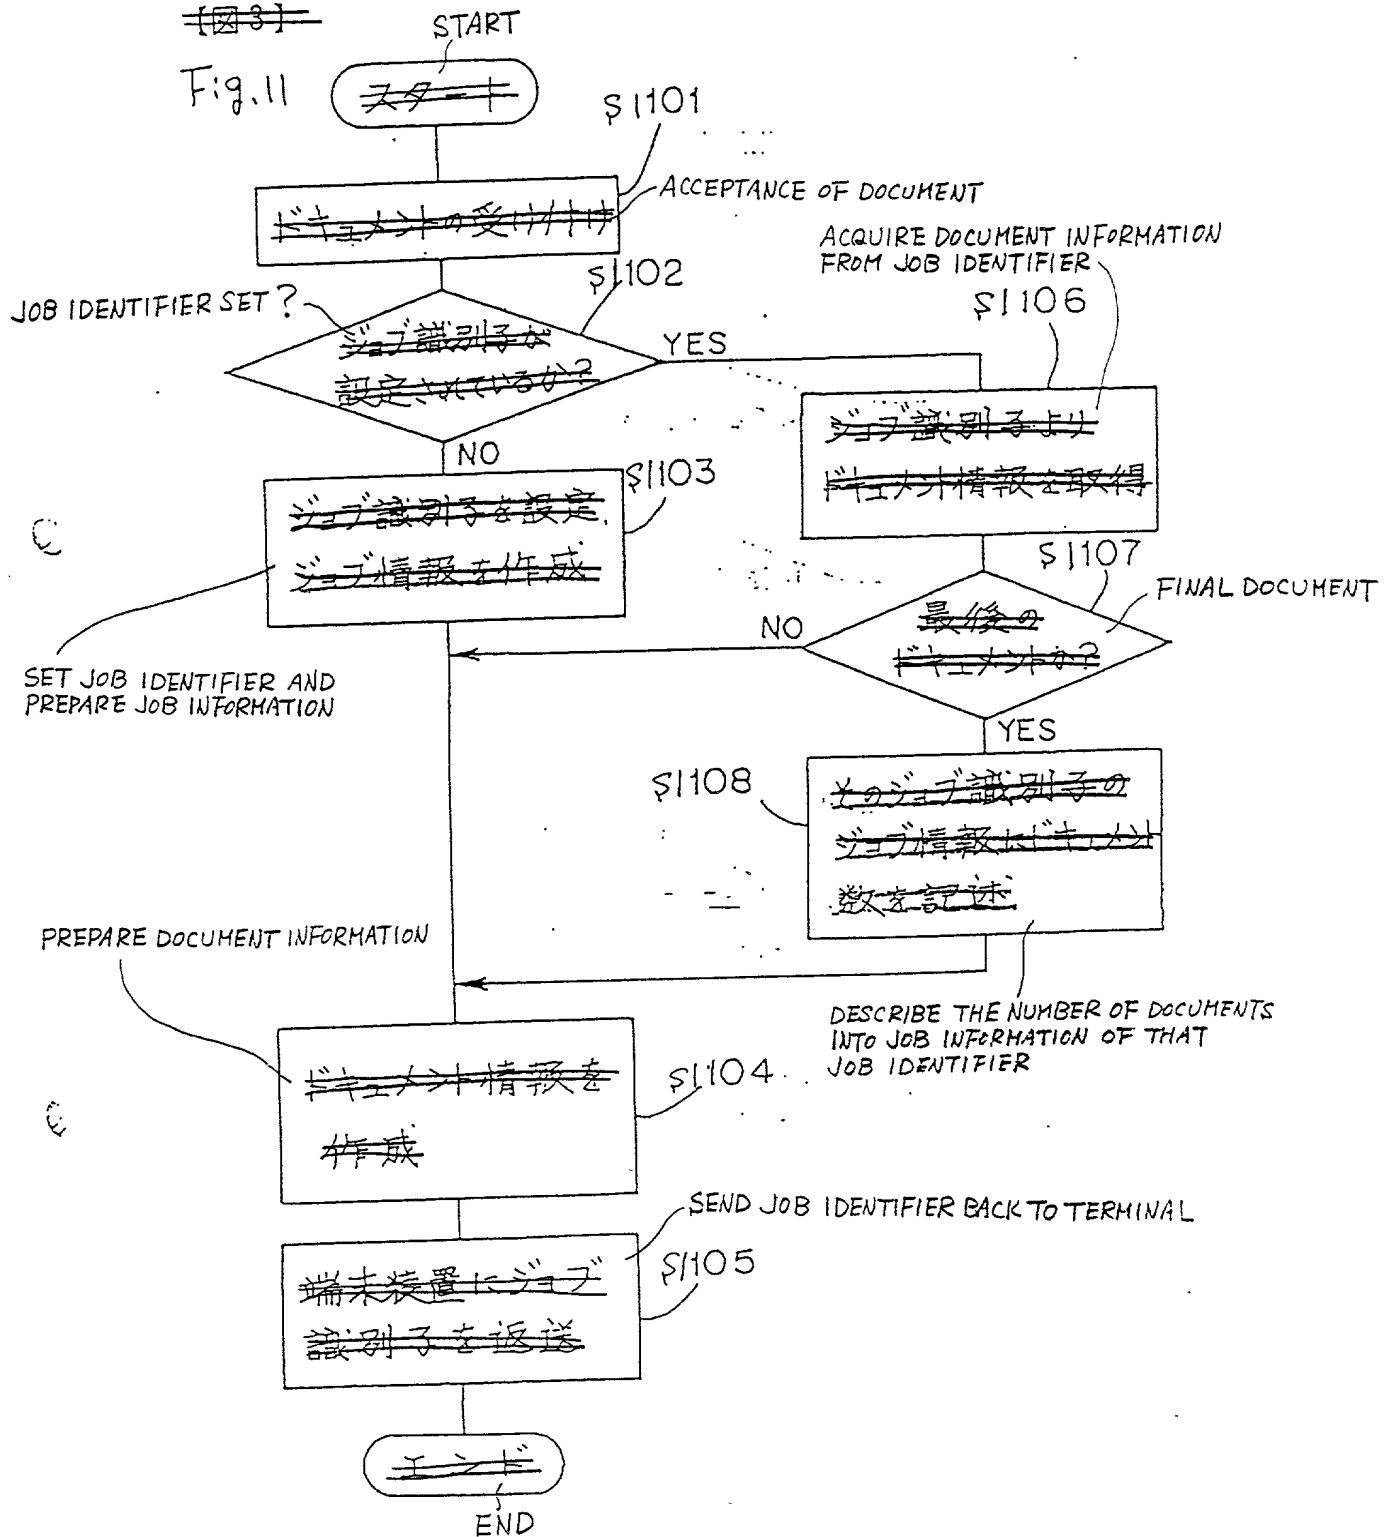 【図3】
START
Fig.11
スタート
S1101
ドキュメントの受け付け
ACCEPTANCE OF DOCUMENT
ACQUIRE DOCUMENT INFORMATION
FROM JOB IDENTIFIER
S1102
JOB IDENTIFIER SET?
ジョブ識別子が
設定されているか?
YES
S1106
ジョブ識別子より
ドキュメント情報を取得
NO
S1103
ジョブ識別子を設定、
ジョブ情報を作成
SET JOB IDENTIFIER AND
PREPARE JOB INFORMATION
S1107
FINAL DOCUMENT
最後の
ドキュメントか?
NO
YES
S1108
そのジョブ識別子の
ジョブ情報にドキュメント
数を記述
DESCRIBE THE NUMBER OF DOCUMENTS
INTO JOB INFORMATION OF THAT
JOB IDENTIFIER
PREPARE DOCUMENT INFORMATION
S1104
ドキュメント情報を
作成
SEND JOB IDENTIFIER BACK TO TERMINAL
S1105
端末装置にジョブ
識別子を返送
エンド
END